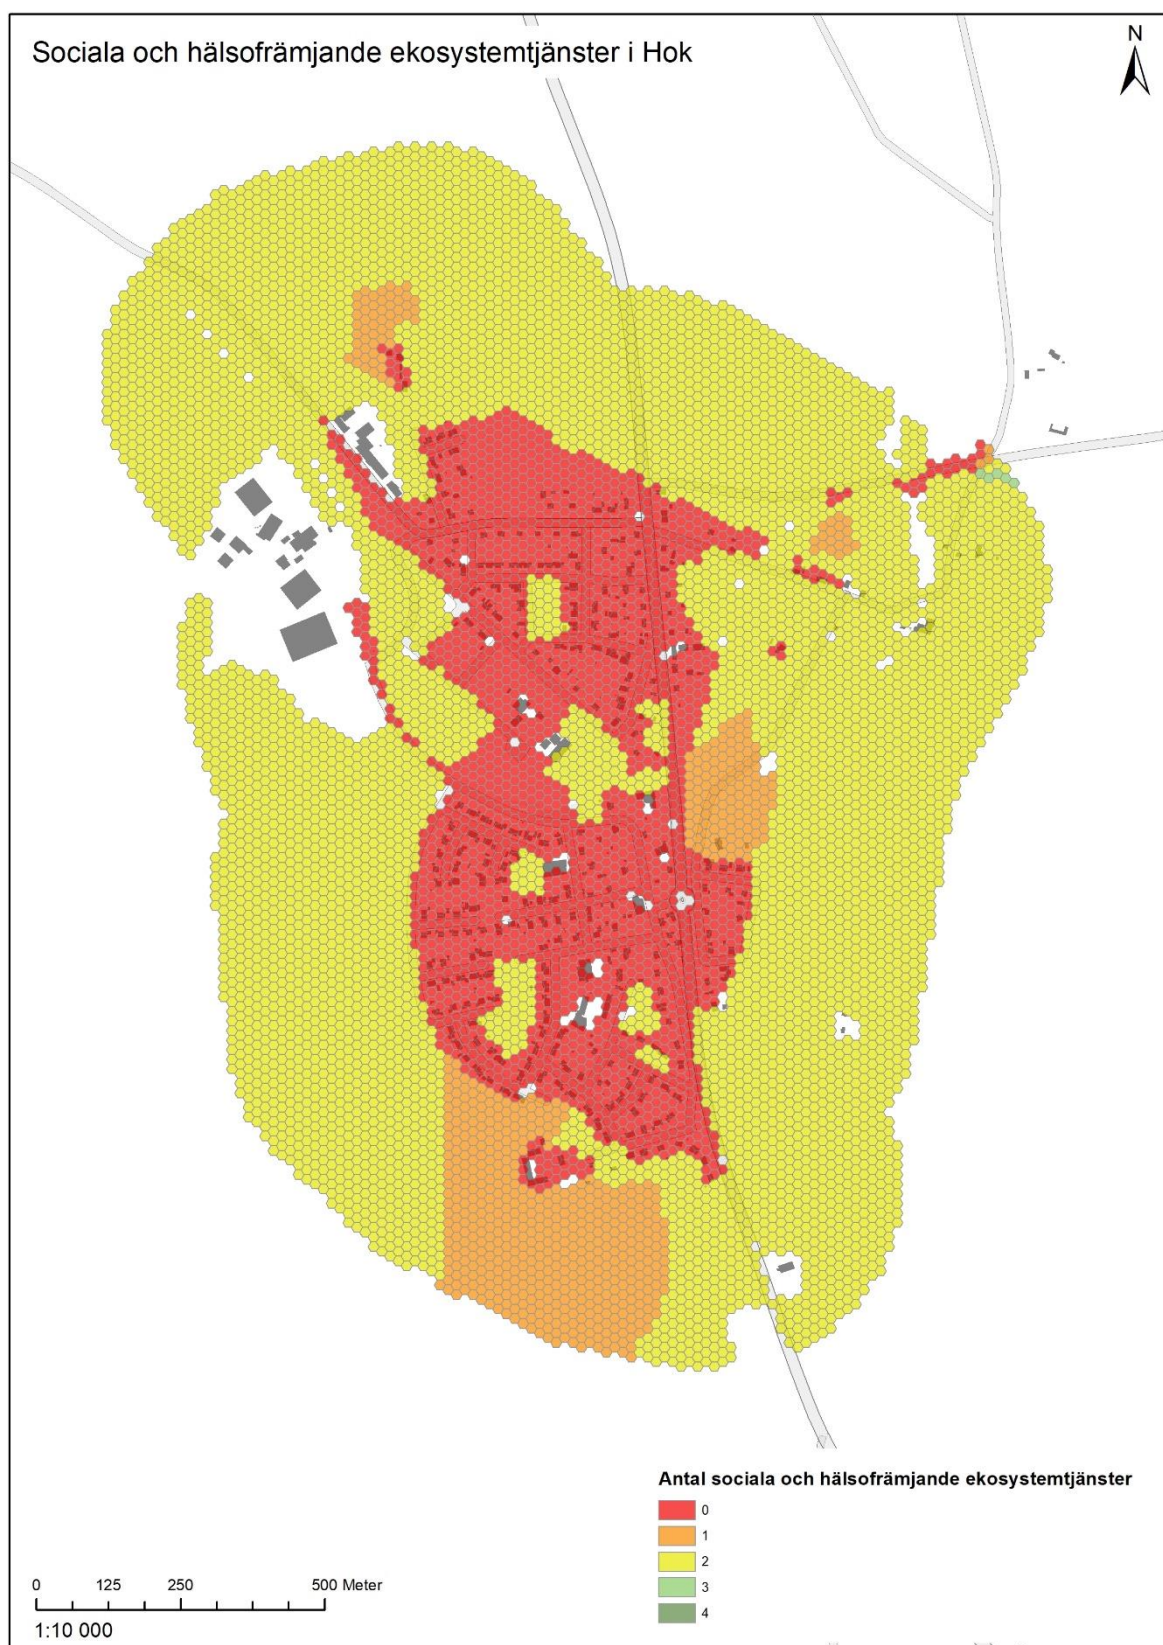 Sociala och hälsofrämjande ekosystemtjänster i Hok
N
Antal sociala och hälsofrämjande ekosystemtjänster
0
1
2
3
4
0 125 250 500 Meter
1:10 000